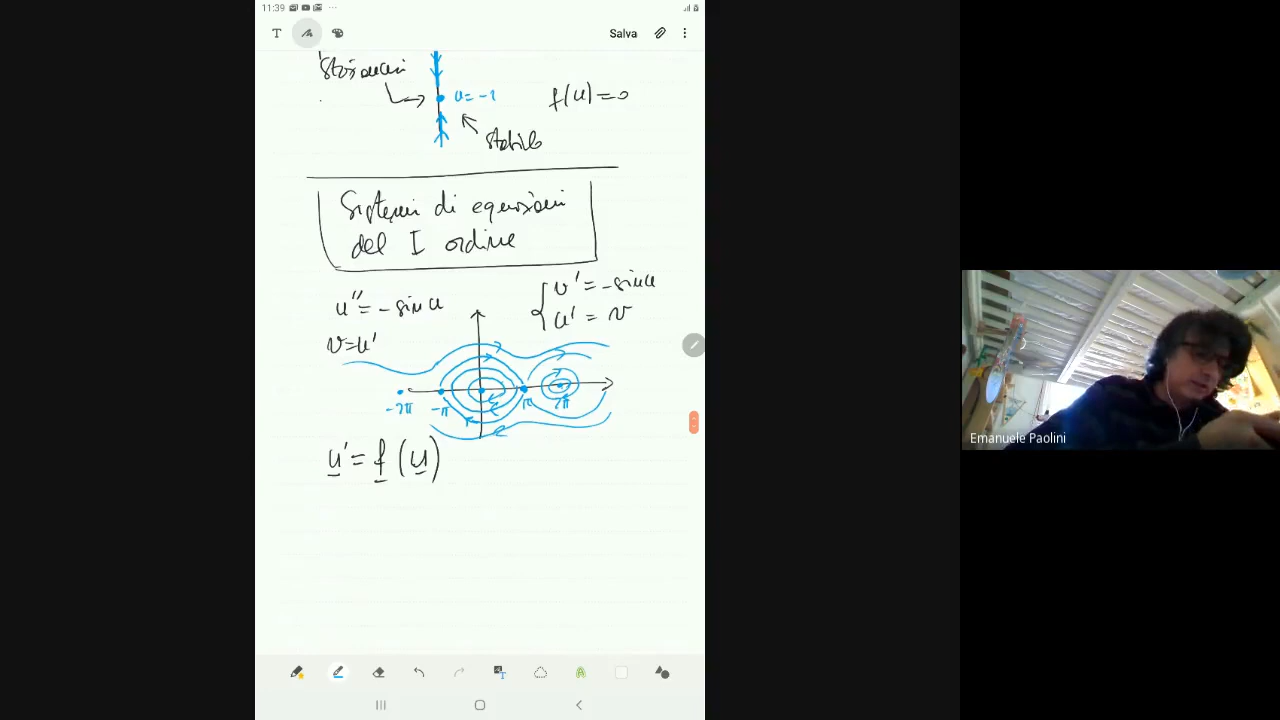 11:39
T Salva
Stazionari
u = -1
f(u) = 0
Stabile
Sistemi di equazioni
del I ordine
u'' = - sin u
v' = - sin u
v = u'
u' = v
-2π -π π 2π
u' = f (u)
Emanuele Paolini